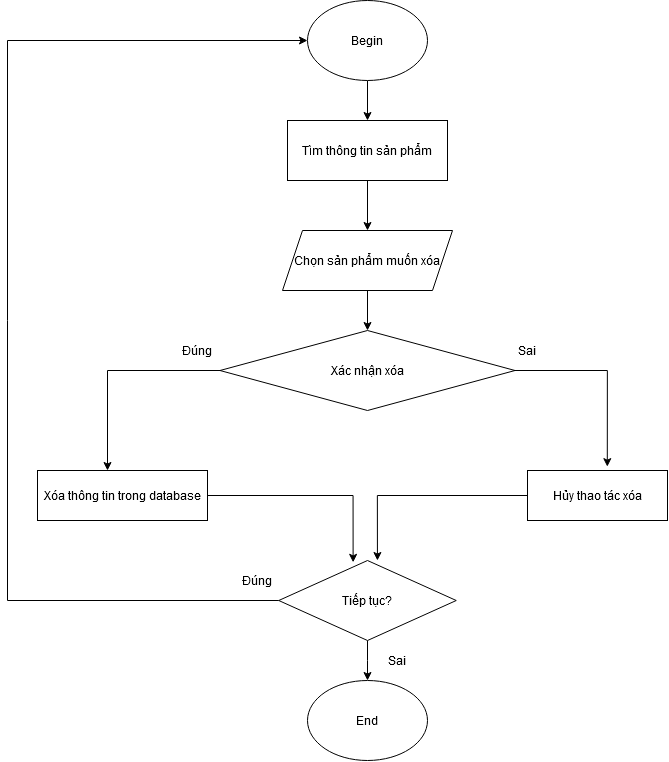 Begin
Tìm thông tin sản phẩm
Chọn sản phẩm muốn xóa
Đúng
Sai
Xác nhận xóa
Xóa thông tin trong database
Hủy thao tác xóa
Đúng
Tiếp tục?
Sai
End